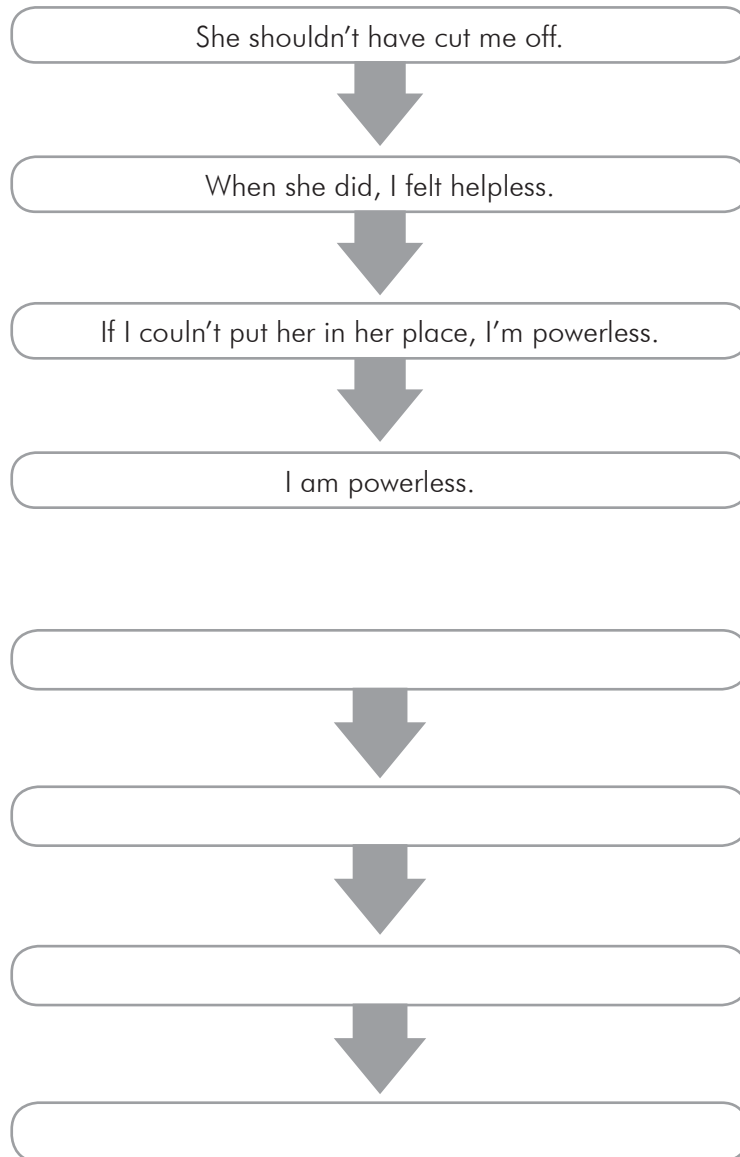 She shouldn’t have cut me off.
When she did, I felt helpless.
If I couln’t put her in her place, I’m powerless.
I am powerless.